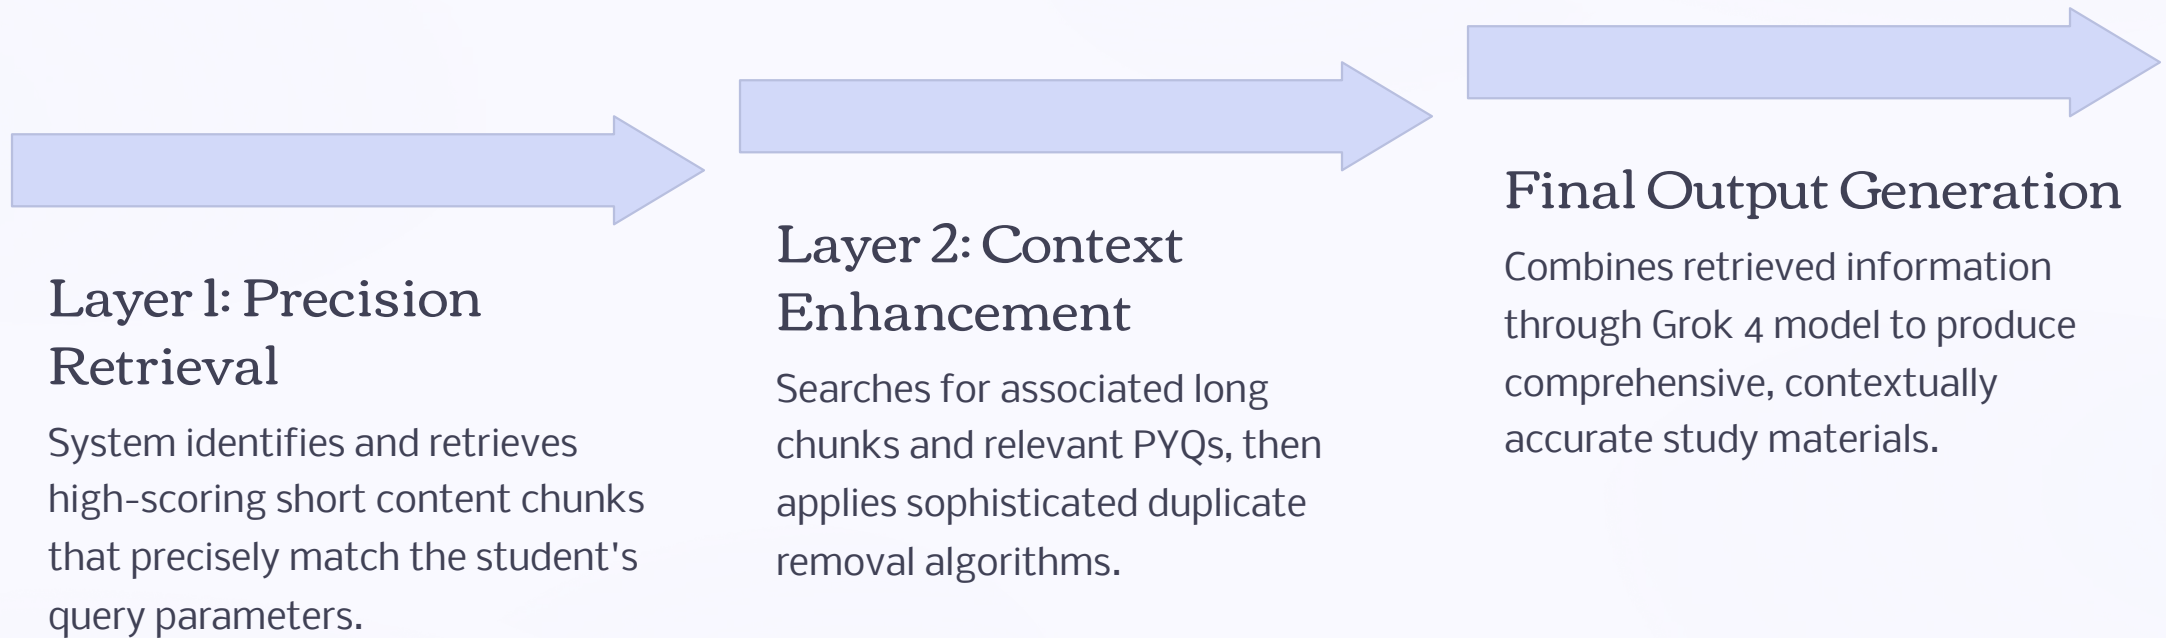 Layer 1: Precision
Retrieval
System identifies and retrieves
high-scoring short content chunks
that precisely match the student's
query parameters.
Layer 2: Context
Enhancement
Searches for associated long
chunks and relevant PYQs, then
applies sophisticated duplicate
removal algorithms.
Final Output Generation
Combines retrieved information
through Grok 4 model to produce
comprehensive, contextually
accurate study materials.